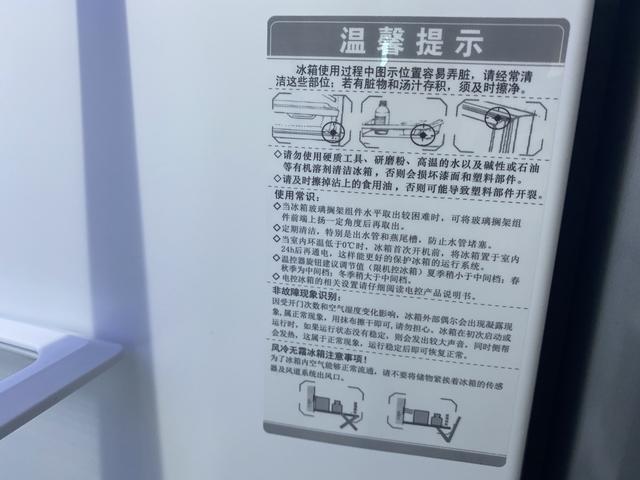 温馨提示
冰箱使用过程中图示位置容易弄脏，请经常清
洁这些部位；若有脏物和汤汁存积，须及时擦净。
◇请勿使用硬质工具、研磨粉、高温的水以及碱性或石油
等有机溶剂清洁冰箱，否则会损坏漆面和塑料部件。
◇请及时擦掉沾上的食用油，否则可能导致塑料部件开裂。
使用常识：
◇当冰箱玻璃搁架组件水平取出较困难时，可将玻璃搁架组
件前端上扬一定角度后再取出。
◇定期清洁，特别是出水管和燕尾槽，防止水管堵塞。
◇当室内环温低于0℃时，冰箱首次开机前，将冰箱置于室内
24h后再通电，这样能更好的保护冰箱的运行系统。
◇温控器旋钮建议调节值（限机控冰箱）夏季稍小于中间档；春
秋季为中间档；冬季稍大于中间档。
◇电控冰箱的相关设置请仔细阅读电控产品说明书。
非故障现象识别：
因受开门次数和空气湿度变化影响，冰箱外部偶尔会出现凝露现
象,属正常现象，用抹布擦干即可,请勿担心。冰箱在初次启动或
运行时，如果运行状态没有稳定，则会发出较大声音，同时侧帮
会发热，这属于正常现象，运行稳定后即可恢复正常。
风冷无霜冰箱注意事项！
为了冰箱内空气能够正常流通，请不要将储物紧挨着冰箱的传感
器及风道系统出风口。